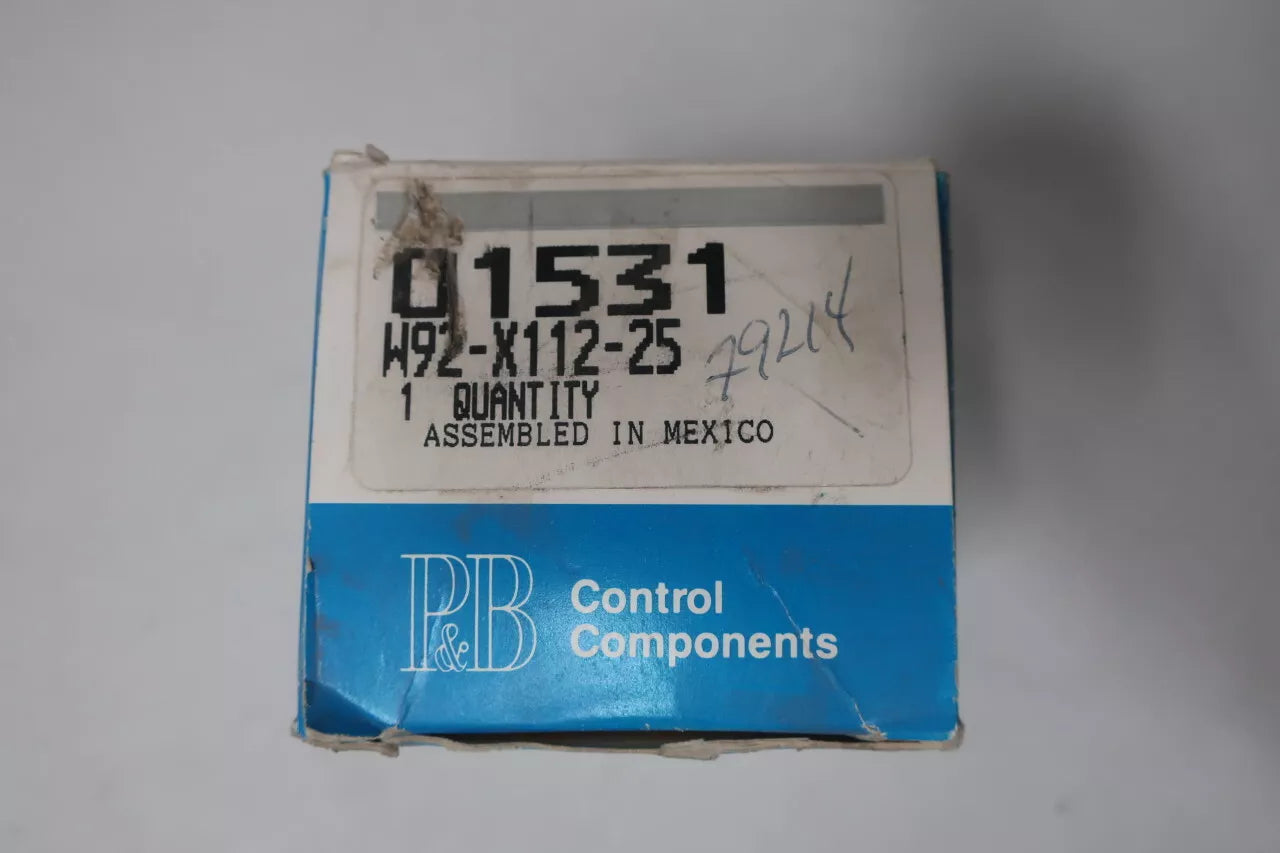 01531
W92-X112-25
79214
1 QUANTITY
ASSEMBLED IN MEXICO
P&B
Control
Components